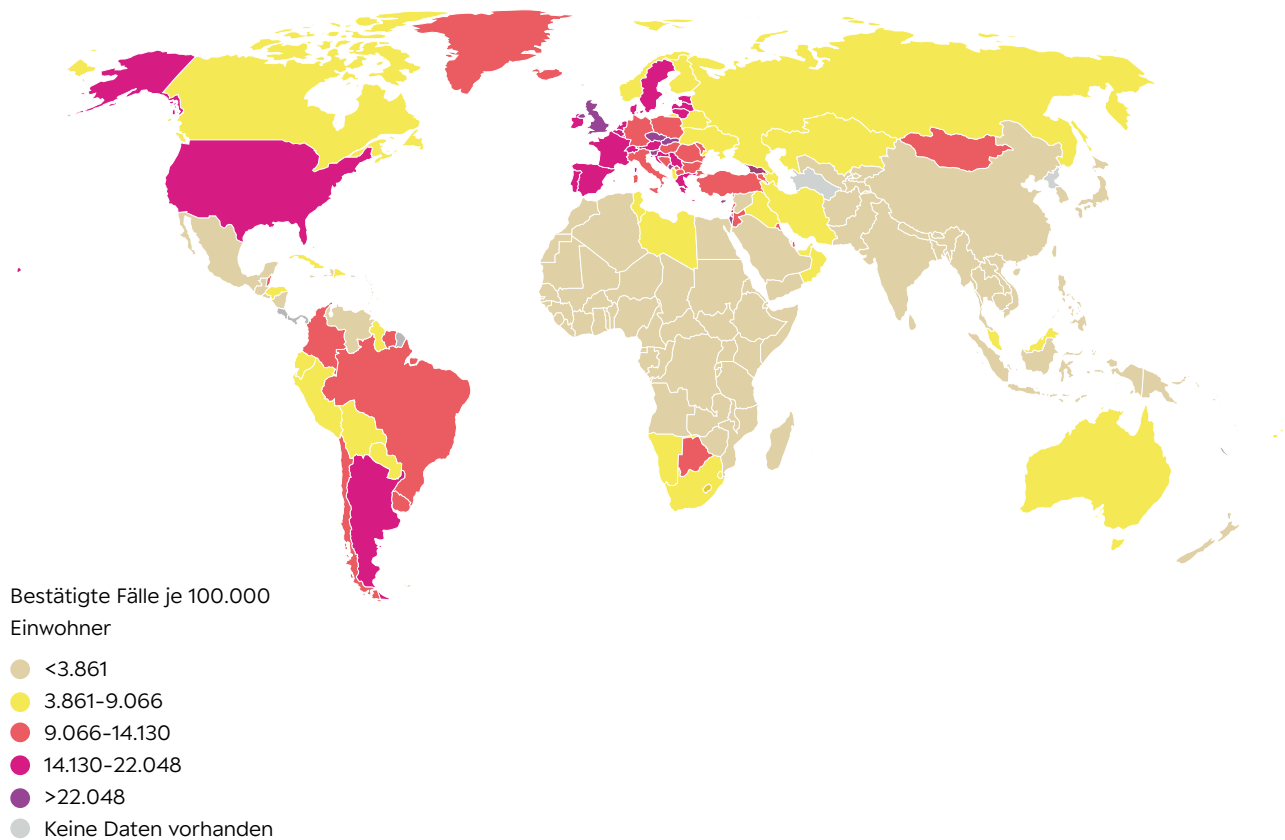 Bestätigte Fälle je 100.000
Einwohner
<3.861
3.861-9.066
9.066-14.130
14.130-22.048
>22.048
Keine Daten vorhanden